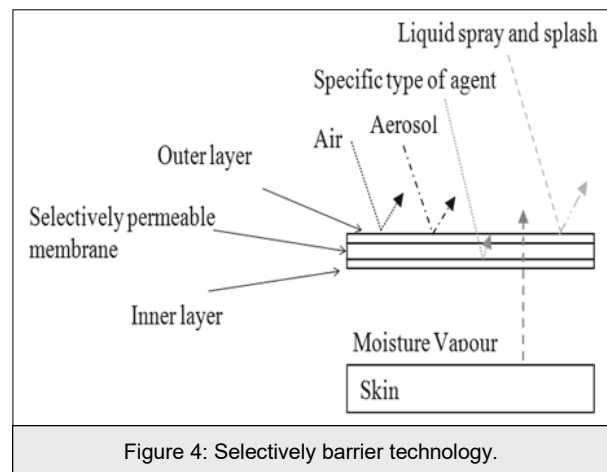 Liquid spray and splash
Specific type of agent
Aerosol
Air
Outer layer
Selectively permeable
membrane
Inner layer
Moisture Vapour
Skin
Figure 4: Selectively barrier technology.